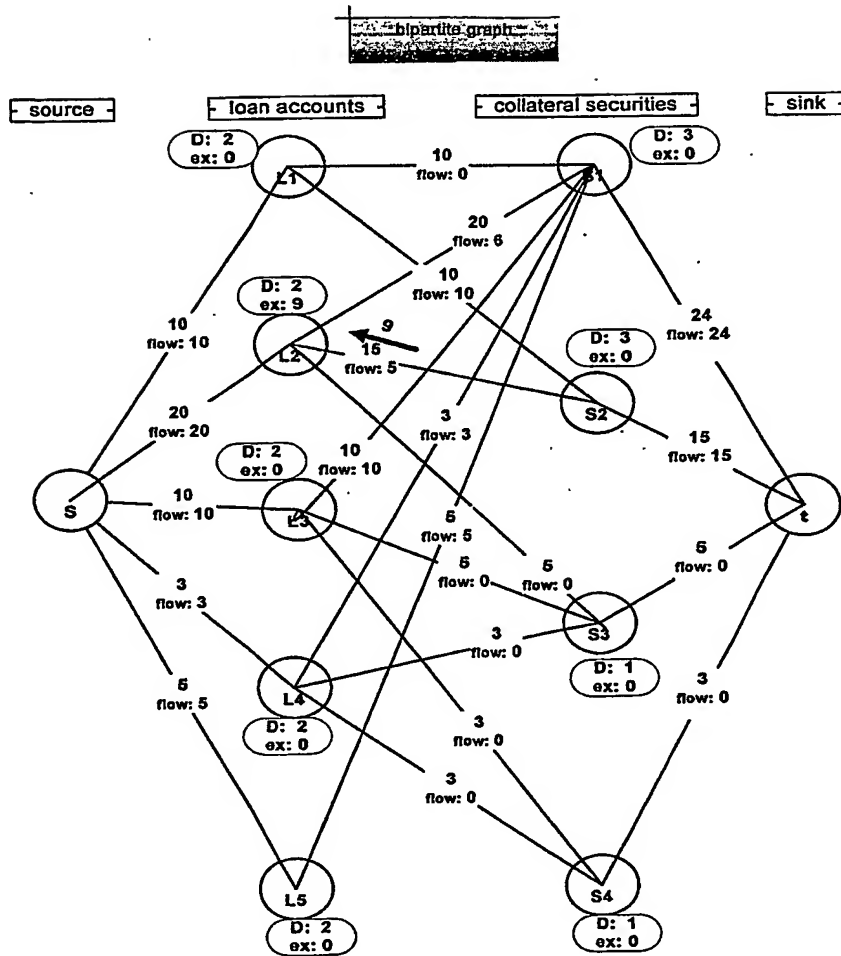 bipartite graph
source
loan accounts
collateral securities
sink
D: 2
ex: 0
L1
10
flow: 0
D: 3
ex: 0
S1
20
flow: 6
10
flow: 10
D: 2
ex: 9
L2
9
15
flow: 5
24
flow: 24
D: 3
ex: 0
S2
10
flow: 10
20
flow: 20
3
flow: 3
15
flow: 15
D: 2
ex: 0
10
flow: 10
S
10
flow: 10
L3
t
5
flow: 5
5
flow: 0
5
flow: 0
5
flow: 0
3
flow: 3
S3
3
flow: 0
D: 1
ex: 0
5
flow: 5
L4
D: 2
ex: 0
3
flow: 0
3
flow: 0
3
flow: 0
L5
D: 2
ex: 0
S4
D: 1
ex: 0